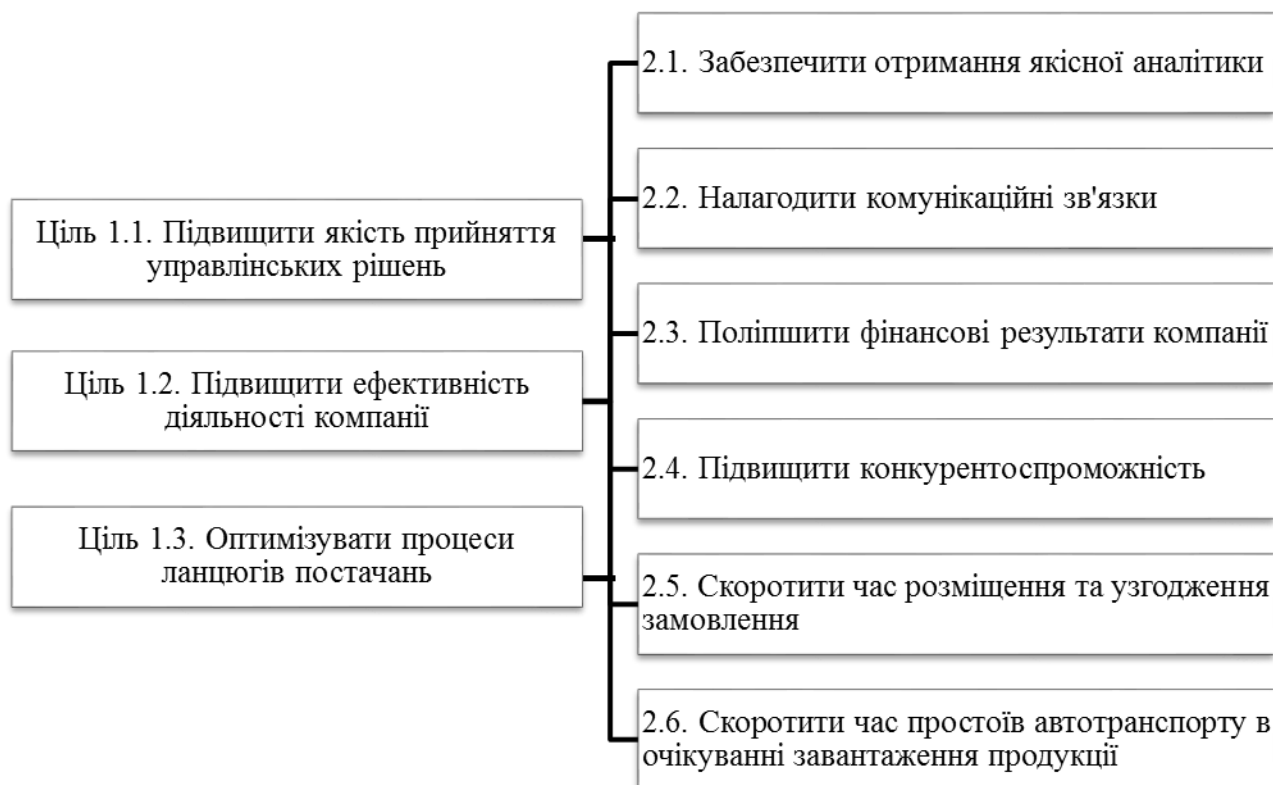 Ціль 1.1. Підвищити якість прийняття
управлінських рішень
Ціль 1.2. Підвищити ефективність
діяльності компанії
Ціль 1.3. Оптимізувати процеси
ланцюгів постачань
2.1. Забезпечити отримання якісної аналітики
2.2. Налагодити комунікаційні зв'язки
2.3. Поліпшити фінансові результати компанії
2.4. Підвищити конкурентоспроможність
2.5. Скоротити час розміщення та узгодження
замовлення
2.6. Скоротити час простоїв автотранспорту в
очікуванні завантаження продукції